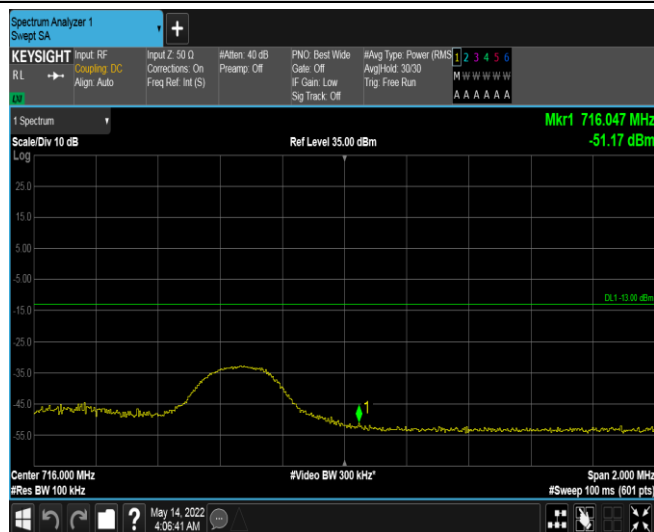 Spectrum Analyzer 1
Swept SA
+
KEYSIGHT Input: RF Input Z: 50 Ω #Atten: 40 dB PNO: Best Wide #Avg Type: Power (RMS 1 2 3 4 5 6
RL Coupling: DC Corrections: On Preamp: Off Gate: Off Avg|Hold: 30/30 M W W W W W
Align: Auto Freq Ref: Int (S) IF Gain: Low Trig: Free Run
Sig Track: Off A A A A A A
1 Spectrum Mkr1 716.047 MHz
Scale/Div 10 dB Ref Level 35.00 dBm -51.17 dBm
Log
25.0
15.0
5.00
-5.00
DL1 -13.00 dBm
-15.0
-25.0
-35.0
-45.0
1
-55.0
Center 716.000 MHz #Video BW 300 kHz* Span 2.000 MHz
#Res BW 100 kHz #Sweep 100 ms (601 pts)
? May 14, 2022
4:06:41 AM